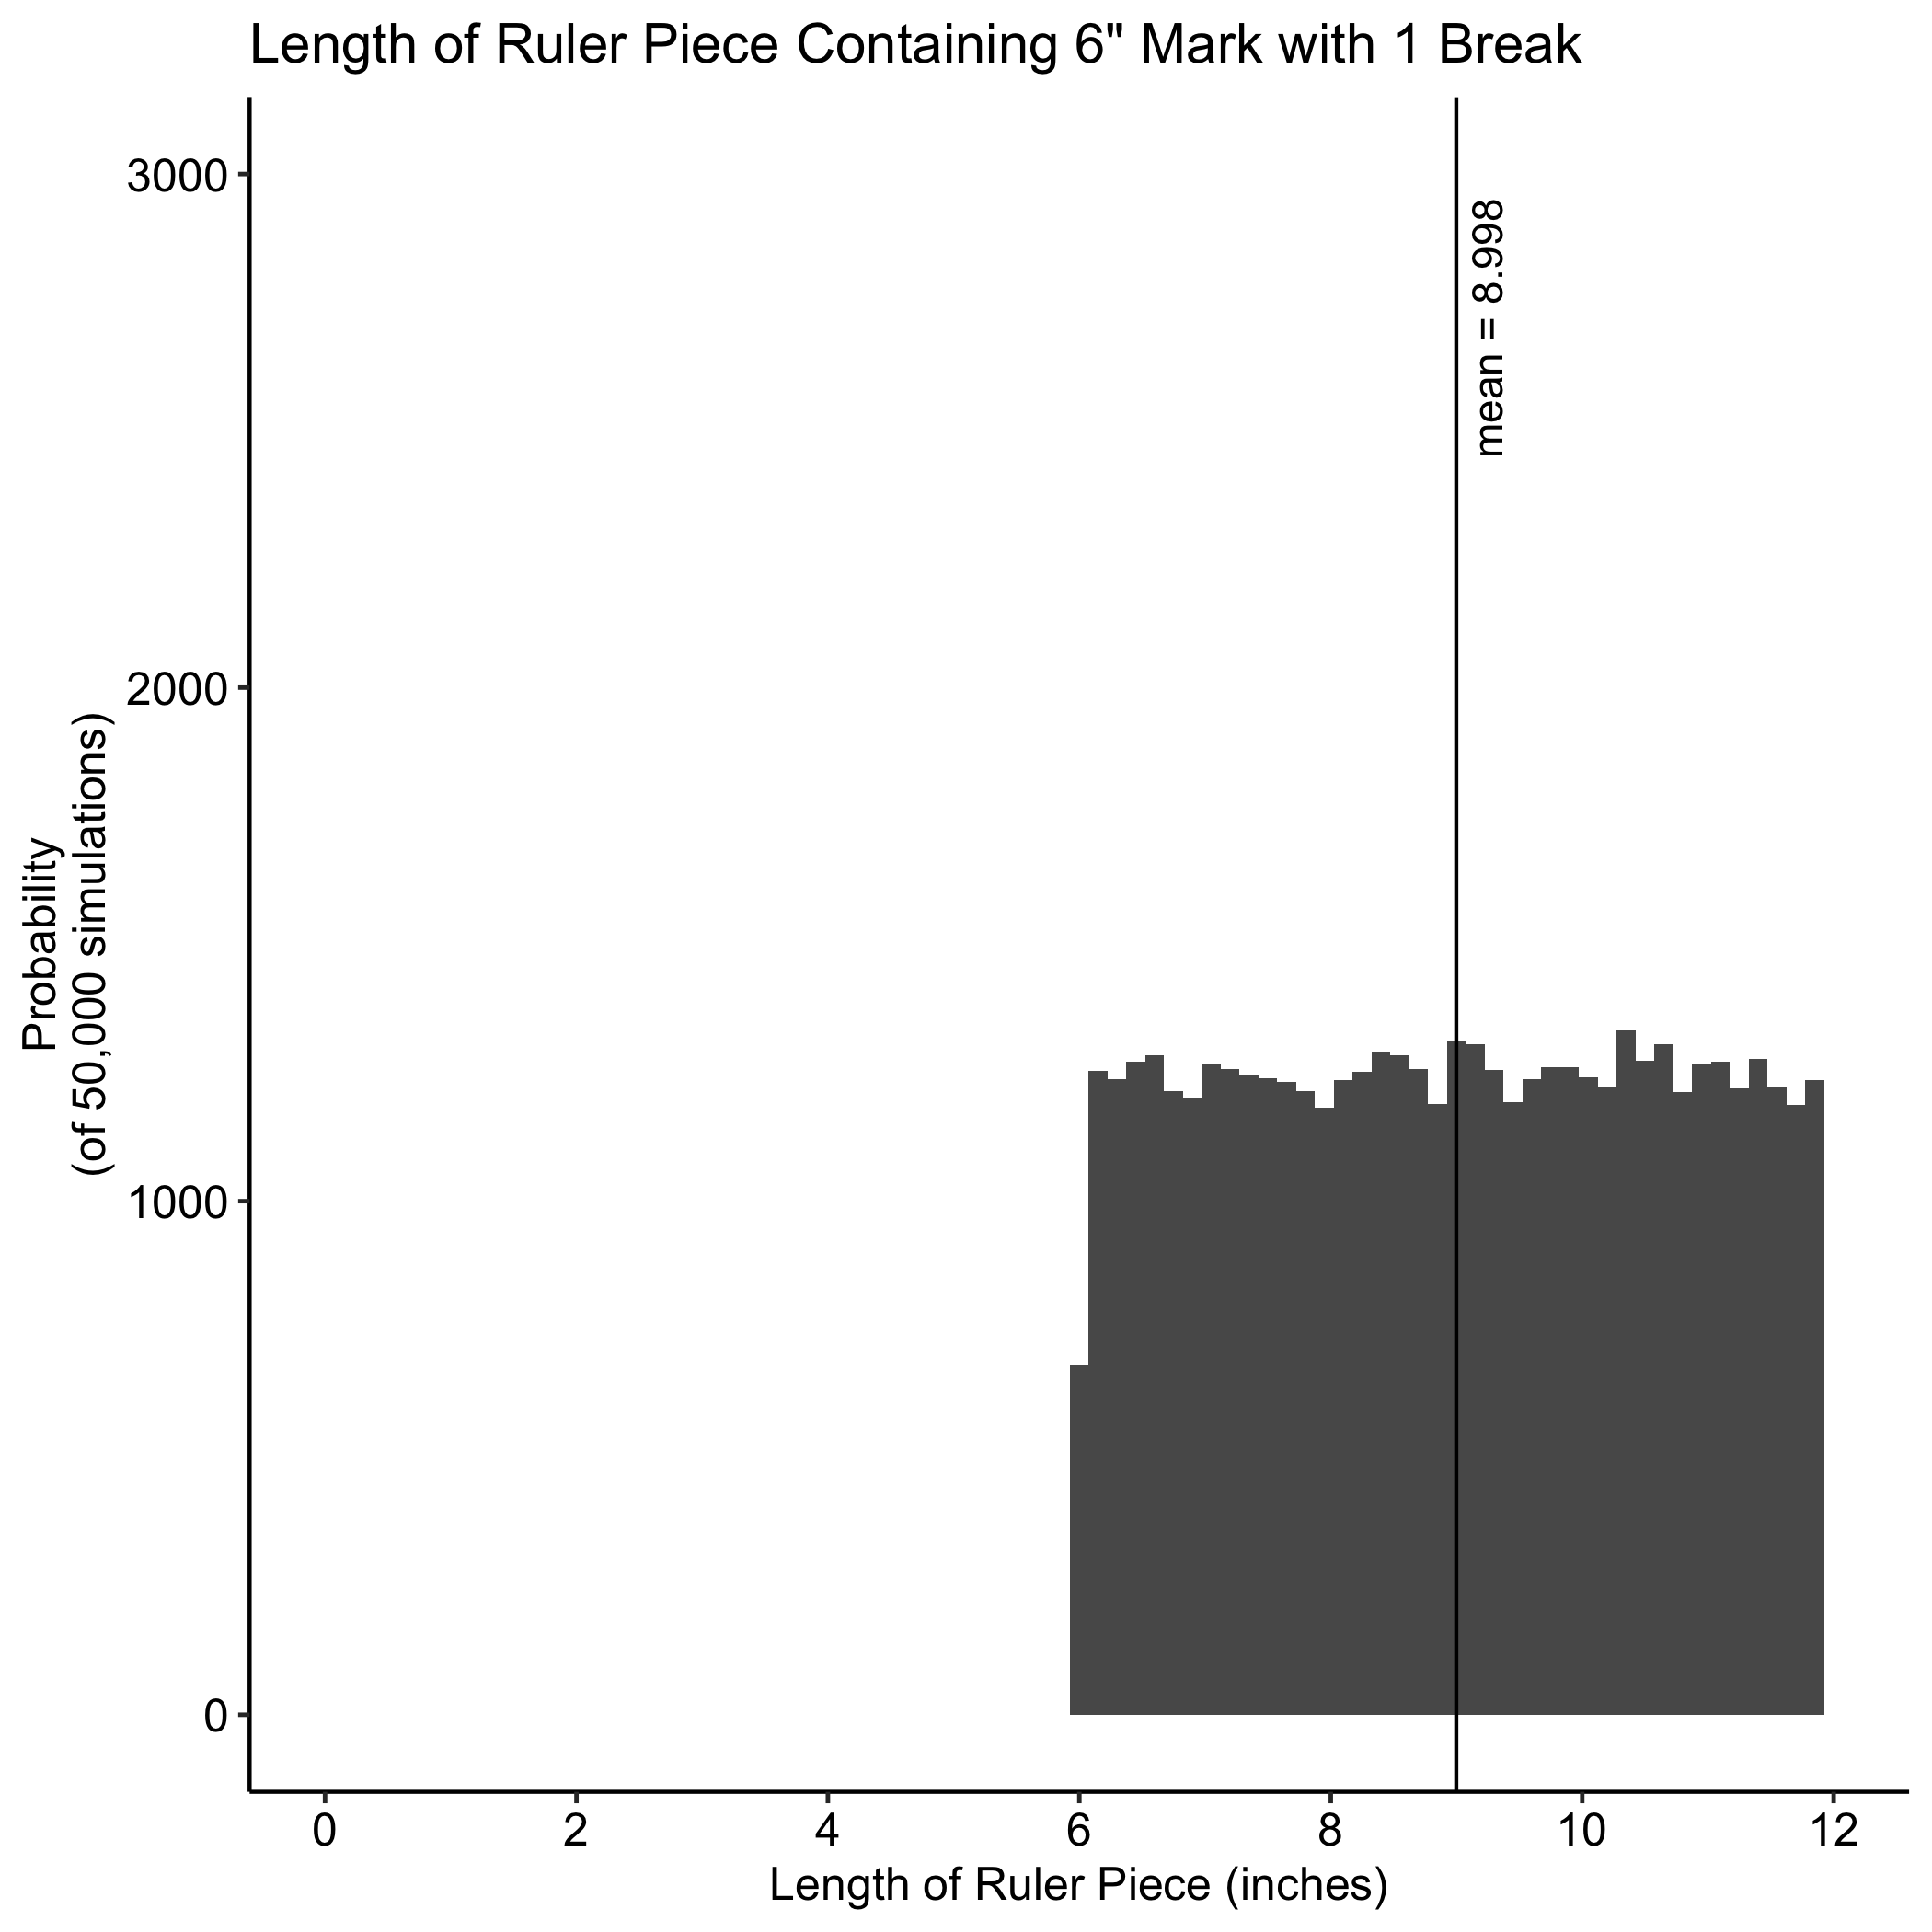 Length of Ruler Piece Containing 6" Mark with 1 Break
3000
2000
1000
0
Probability
(of 50,000 simulations)
mean = 8.998
0 2 4 6 8 10 12
Length of Ruler Piece (inches)